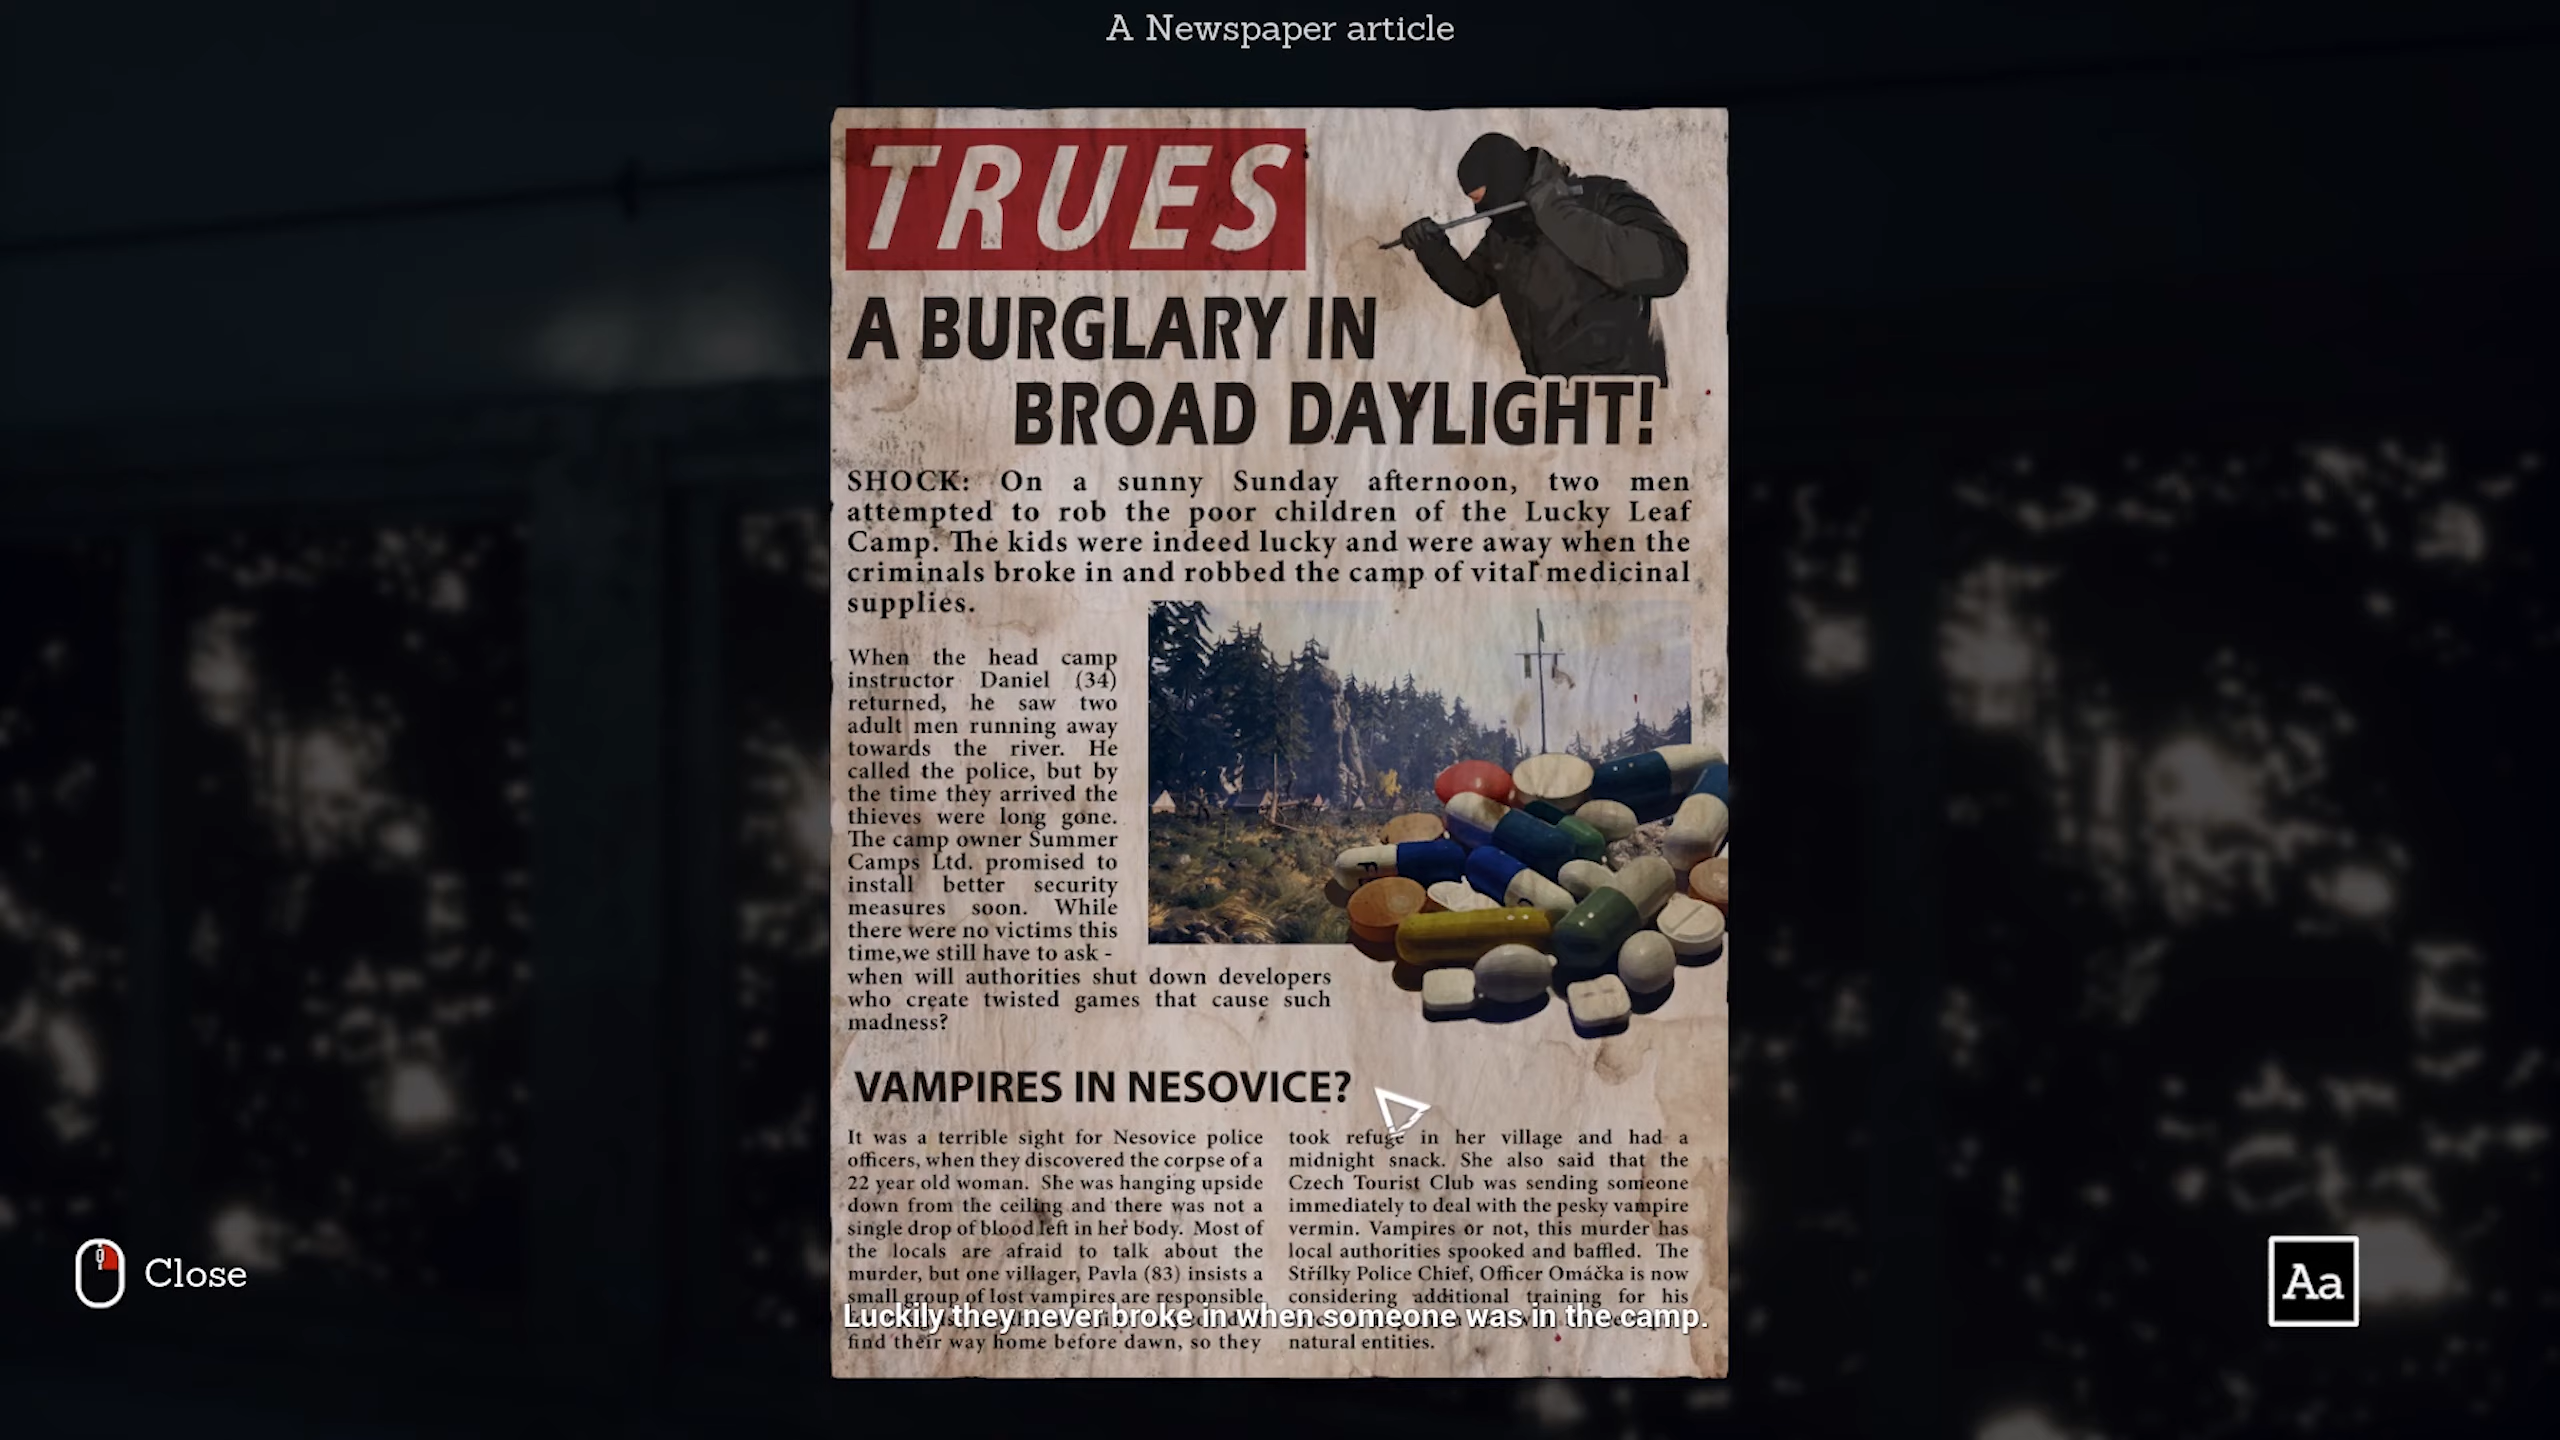 A Newspaper article
TRUES
A BURGLARY IN
BROAD DAYLIGHT!
SHOCK: On a sunny Sunday afternoon, two men
attempted to rob the poor children of the Lucky Leaf
Camp. The kids were indeed lucky and were away when the
criminals broke in and robbed the camp of vital medicinal
supplies.
When the head camp
instructor Daniel (34)
returned, he saw two
adult men running away
towards the river. He
called the police, but by
the time they arrived the
thieves were long gone.
The camp owner Summer
Camps Ltd. promised to
install better security
measures soon. While
there were no victims this
time,we still have to ask -
when will authorities shut down developers
who create twisted games that cause such
madness?
VAMPIRES IN NESOVICE?
It was a terrible sight for Nesovice police
officers, when they discovered the corpse of a
22 year old woman. She was hanging upside
down from the ceiling and there was not a
single drop of blood left in her body. Most of
the locals are afraid to talk about the
murder, but one villager, Pavla (83) insists a
small group of lost vampires are responsible
find their way home before dawn, so they
took refuge in her village and had a
midnight snack. She also said that the
Czech Tourist Club was sending someone
immediately to deal with the pesky vampire
vermin. Vampires or not, this murder has
local authorities spooked and baffled. The
Střílky Police Chief, Officer Omáčka is now
considering additional training for his
natural entities.
Luckily they never broke in when someone was in the camp.
Close
Aa